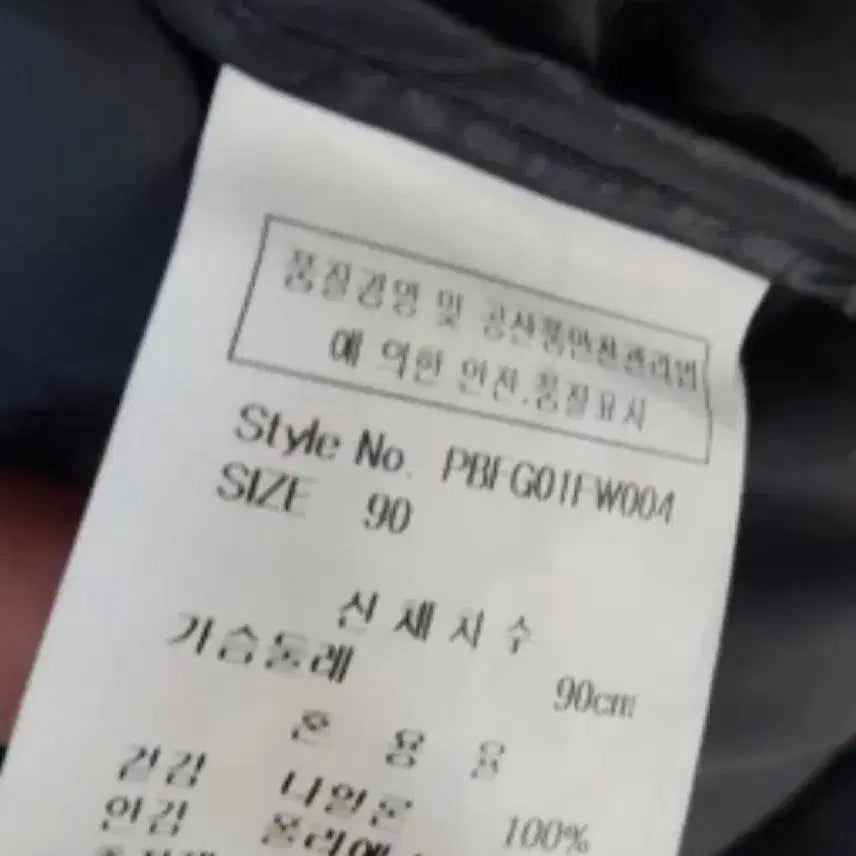 품질경영 및 공산품안전관리법
에 의한 안전.품질표시
Style No. PBFG01FW004
SIZE 90
신체치수
가슴둘레 90cm
혼 용 율
겉감 나일론 100%
안감